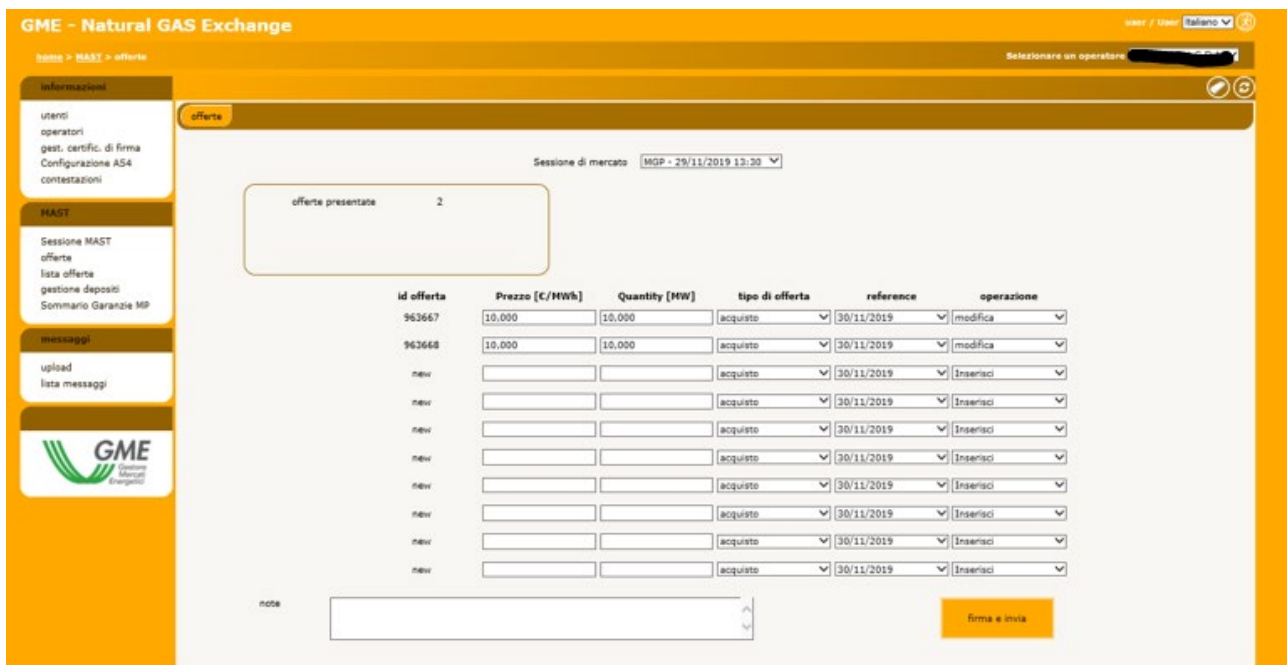 GME - Natural GAS Exchange
user / User Italiano
home > MAST > offerte
Selezionare un operatore
informazioni
utenti
operatori
gest. certific. di firma
Configurazione AS4
contestazioni
MAST
Sessione MAST
offerte
lista offerte
gestione depositi
Sommario Garanzie MP
messaggi
upload
lista messaggi
GME
Gestore
Mercati
Energetici
offerte
Sessione di mercato MGP - 29/11/2019 13:30
offerte presentate 2
id offerta Prezzo [€/MWh] Quantity [MW] tipo di offerta reference operazione
963667 10,000 10,000 acquisto 30/11/2019 modifica
963668 10,000 10,000 acquisto 30/11/2019 modifica
new acquisto 30/11/2019 Inserisci
new acquisto 30/11/2019 Inserisci
new acquisto 30/11/2019 Inserisci
new acquisto 30/11/2019 Inserisci
new acquisto 30/11/2019 Inserisci
new acquisto 30/11/2019 Inserisci
new acquisto 30/11/2019 Inserisci
new acquisto 30/11/2019 Inserisci
note
firma e invia